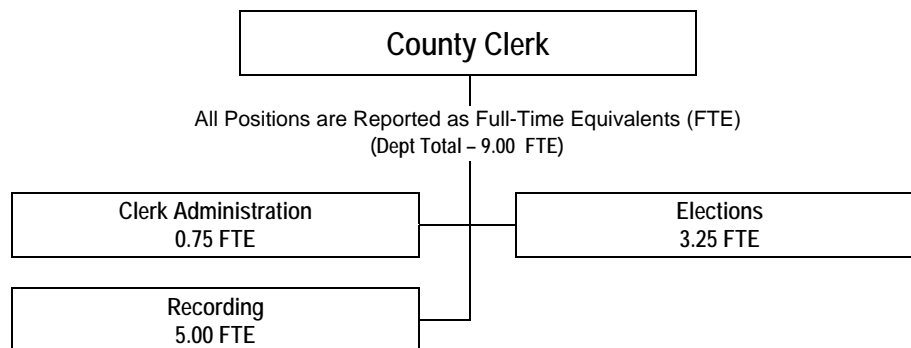 County Clerk
All Positions are Reported as Full-Time Equivalents (FTE)
(Dept Total – 9.00 FTE)
Clerk Administration
0.75 FTE
Elections
3.25 FTE
Recording
5.00 FTE